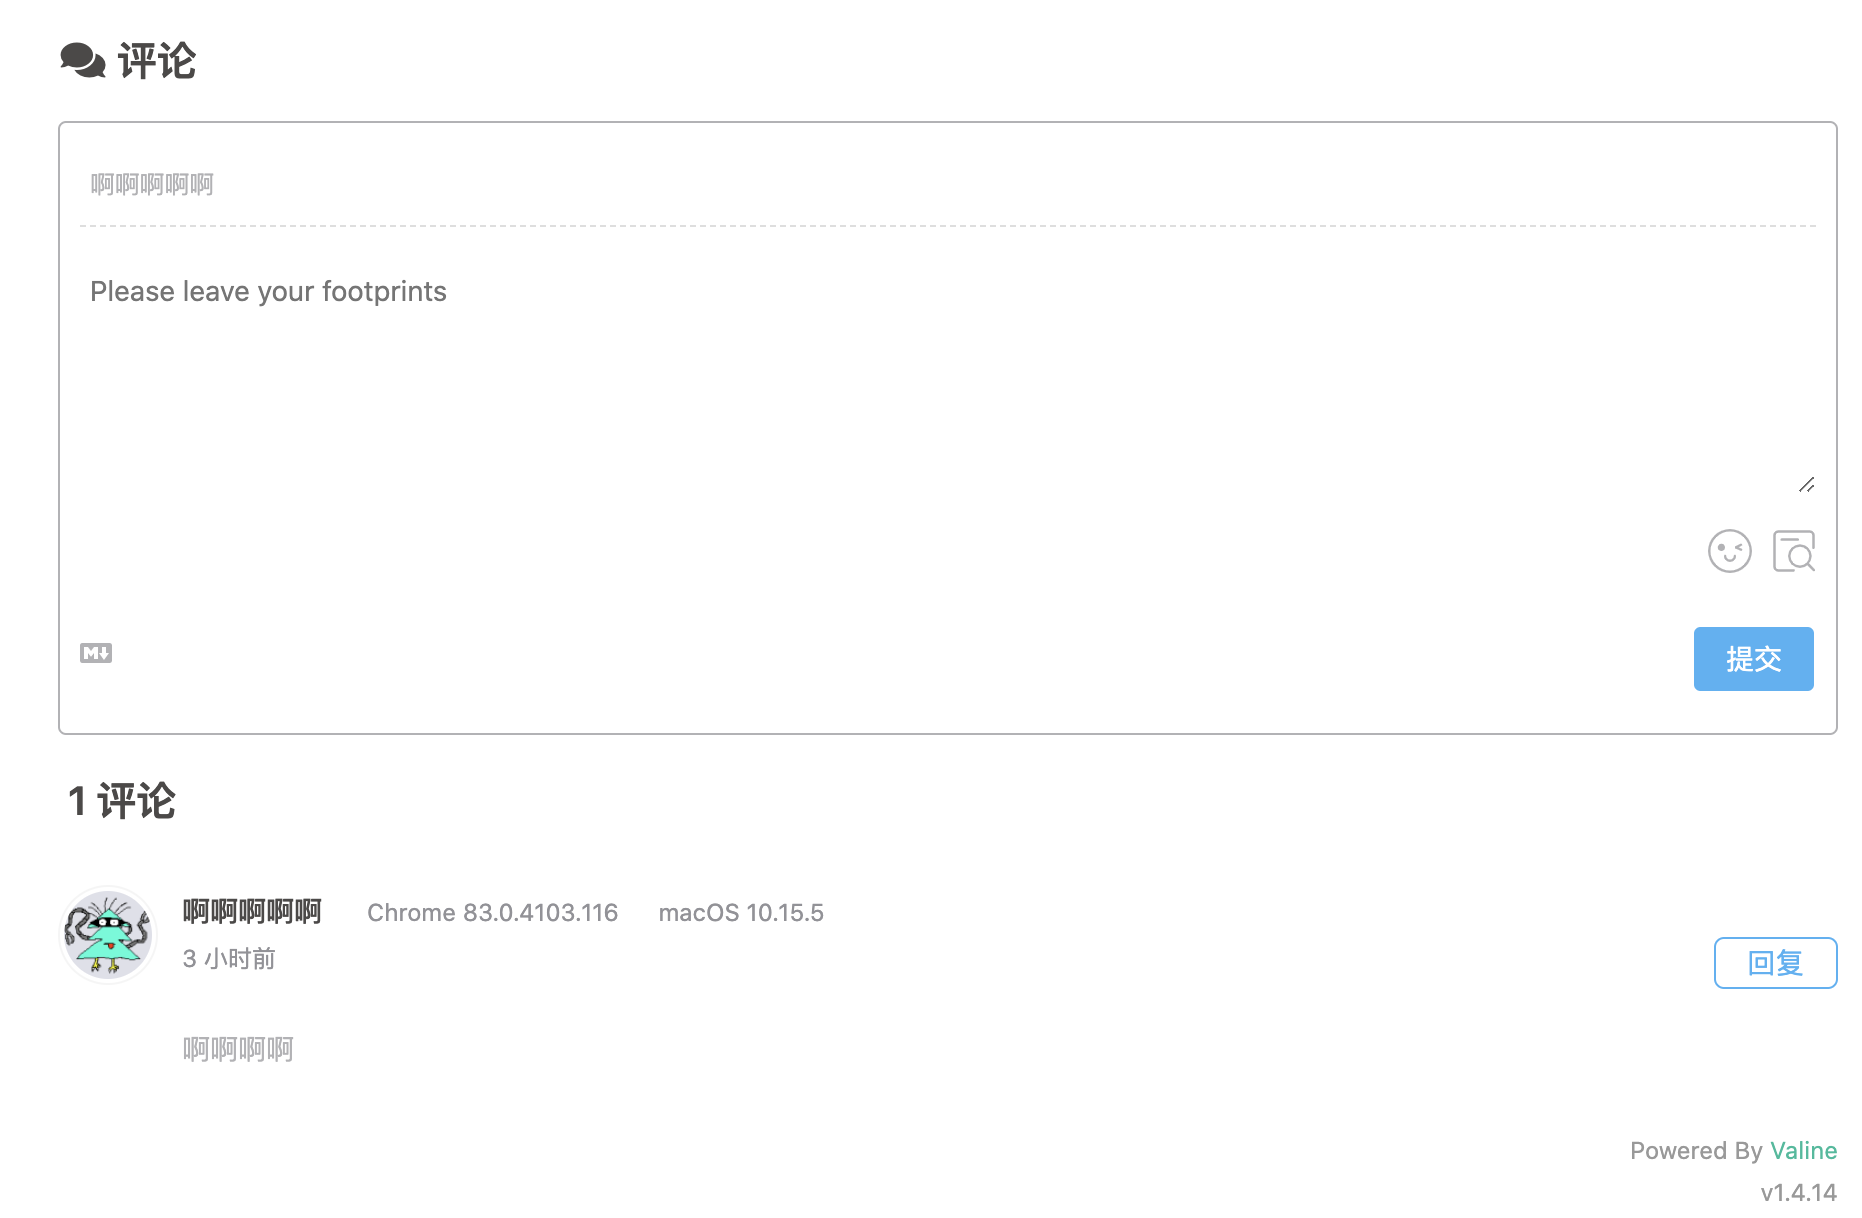 评论
啊啊啊啊啊
Please leave your footprints
M↓
提交
1 评论
啊啊啊啊啊 Chrome 83.0.4103.116 macOS 10.15.5
3 小时前
回复
啊啊啊啊
Powered By Valine
v1.4.14